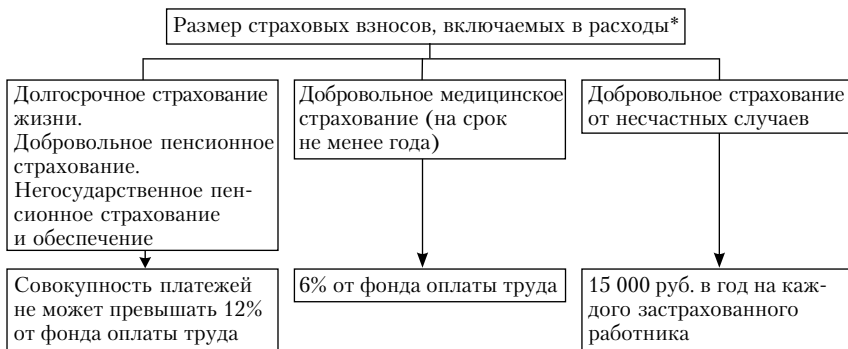 Размер страховых взносов, включаемых в расходы*
Долгосрочное страхование
жизни.
Добровольное пенсионное
страхование.
Негосударственное пен-
сионное страхование
и обеспечение
Добровольное медицинское
страхование (на срок
не менее года)
Добровольное страхование
от несчастных случаев
Совокупность платежей
не может превышать 12%
от фонда оплаты труда
6% от фонда оплаты труда
15 000 руб. в год на каж-
дого застрахованного
работника